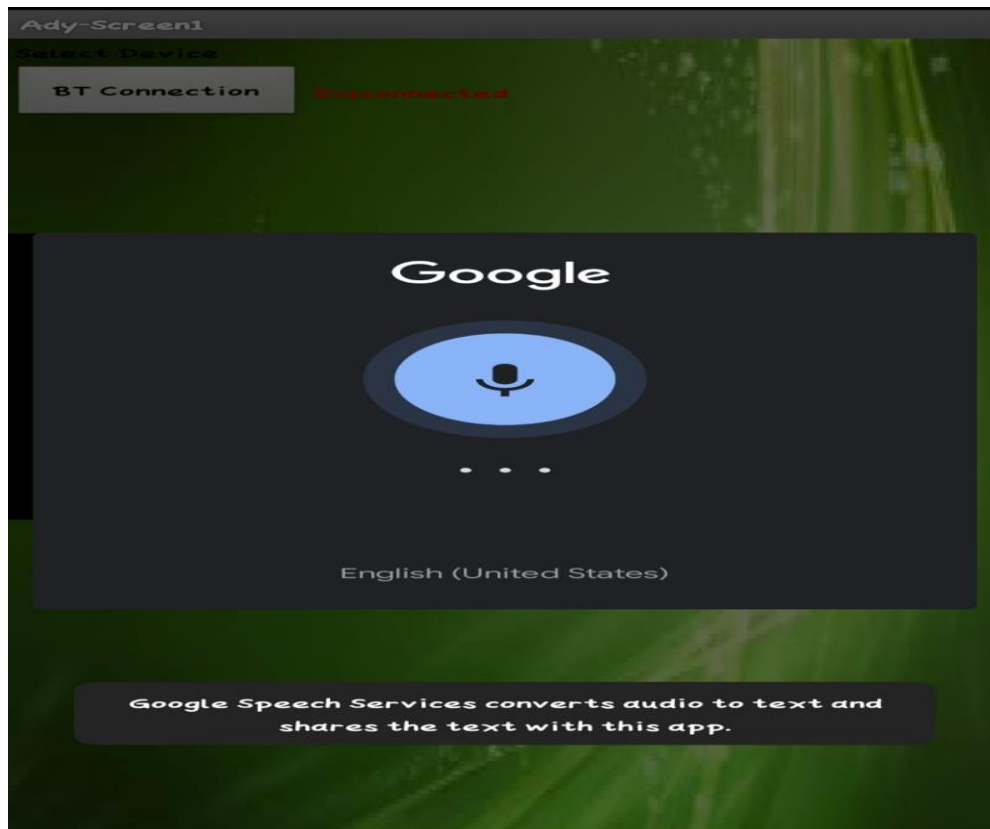 Ady-Screen1
Select Device
BT Connection
Disconnected
Google
English (United States)
Google Speech Services converts audio to text and
shares the text with this app.